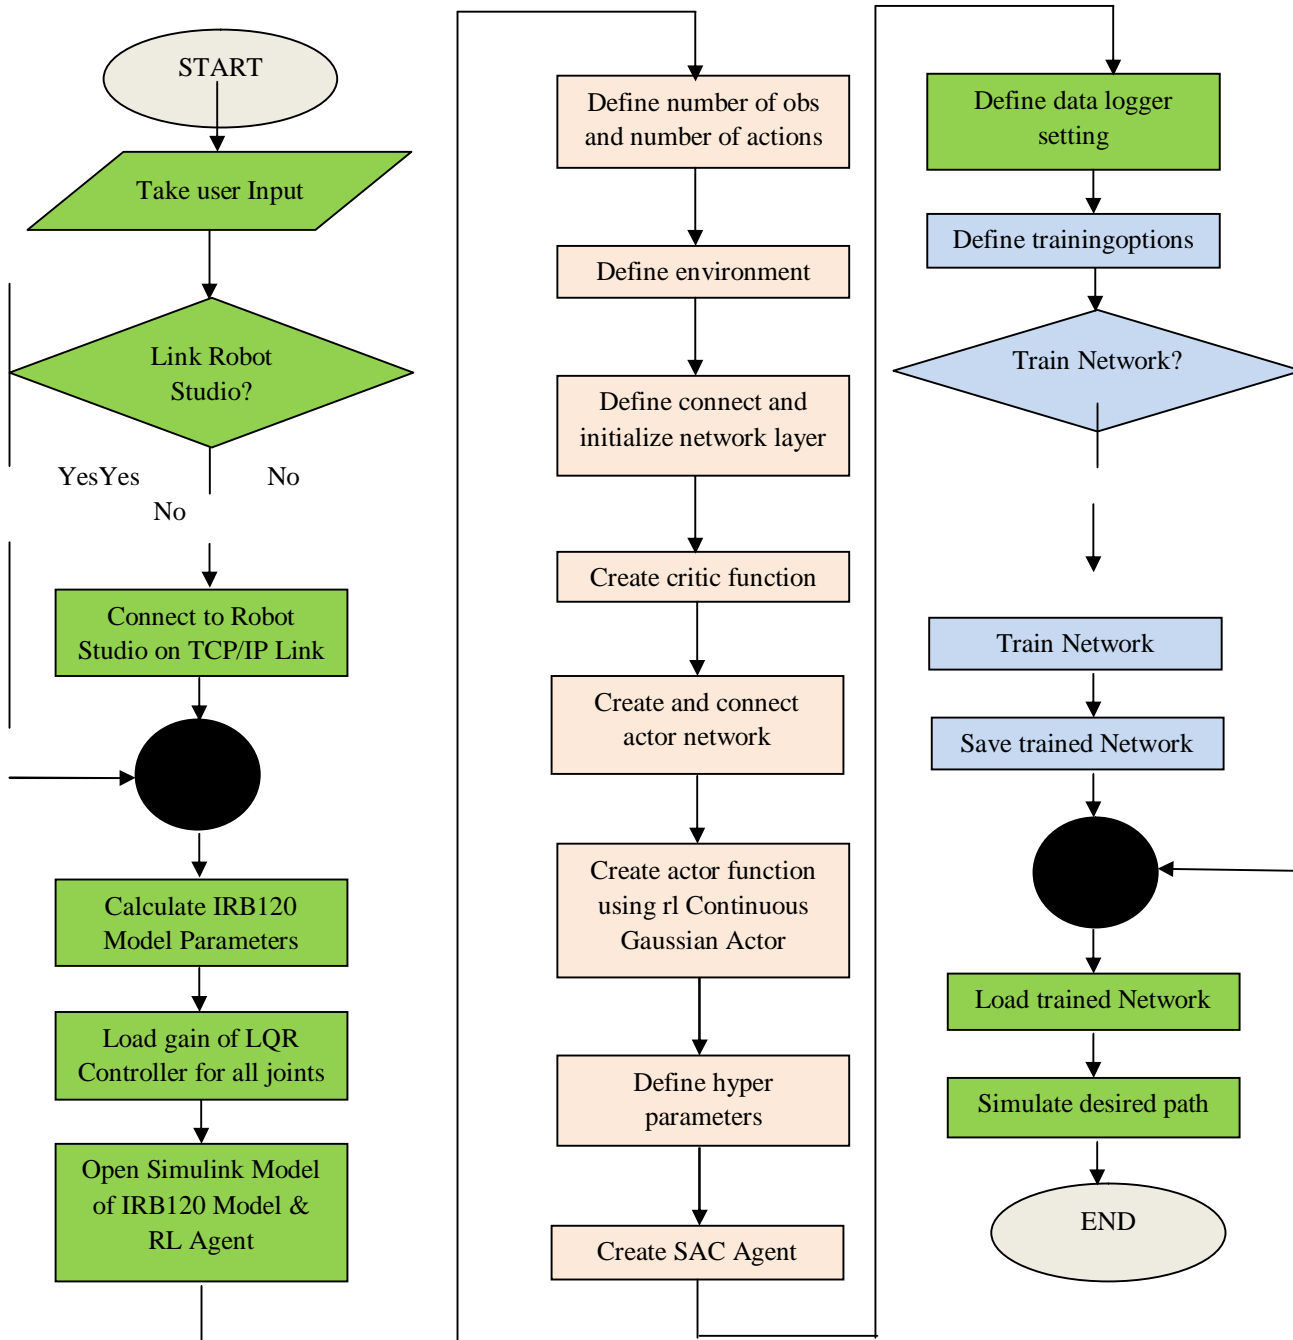 START
Take user Input
Link Robot
Studio?
YesYes
No
No
Connect to Robot
Studio on TCP/IP Link
Calculate IRB120
Model Parameters
Load gain of LQR
Controller for all joints
Open Simulink Model
of IRB120 Model &
RL Agent
Define number of obs
and number of actions
Define environment
Define connect and
initialize network layer
Create critic function
Create and connect
actor network
Create actor function
using rl Continuous
Gaussian Actor
Define hyper
parameters
Create SAC Agent
Define data logger
setting
Define trainingoptions
Train Network?
Train Network
Save trained Network
Load trained Network
Simulate desired path
END